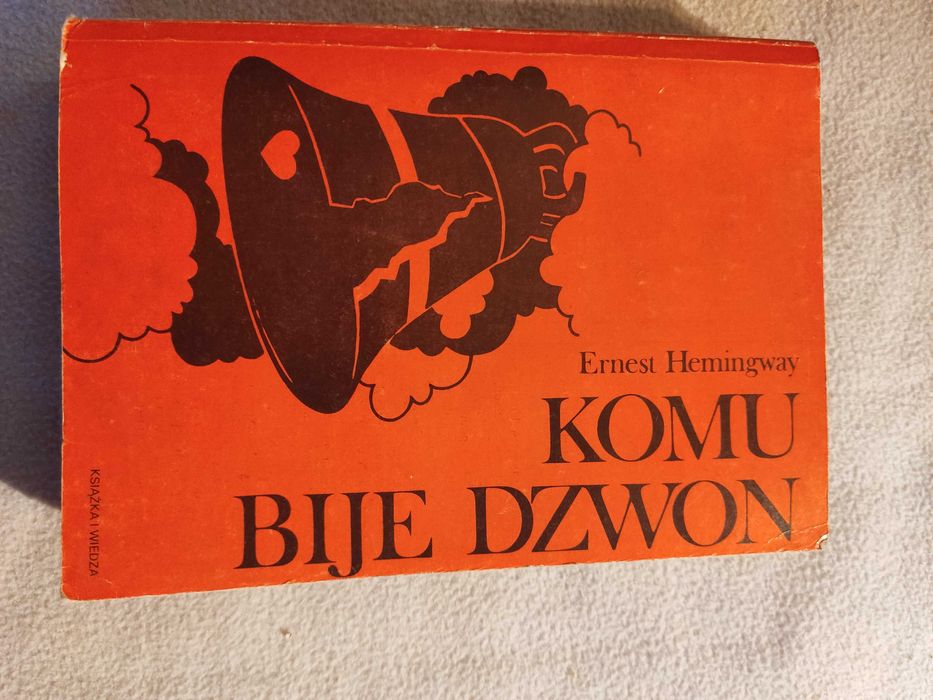 Ernest Hemingway
KOMU
BIJE DZWON
KSIĄŻKA I WIEDZA